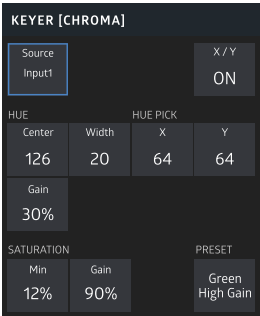 KEYER [CHROMA]
Source
Input1
X / Y
ON
HUE
HUE PICK
Center
Width
X
Y
126
20
64
64
Gain
30%
SATURATION
PRESET
Min
Gain
Green
High Gain
12%
90%